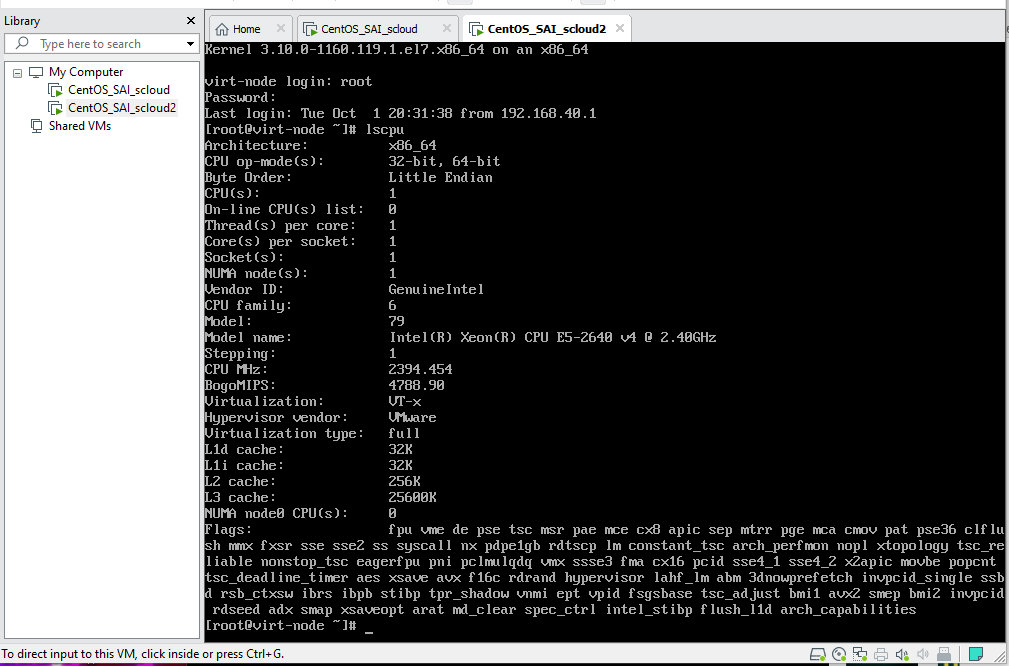 Library
Type here to search
My Computer
CentOS_SAI_scloud
CentOS_SAI_scloud2
Shared VMs
Home
CentOS_SAI_scloud
CentOS_SAI_scloud2
Kernel 3.10.0-1160.119.1.el7.x86_64 on an x86_64
virt-node login: root
Password:
Last login: Tue Oct  1 20:31:38 from 192.168.40.1
[root@virt-node ~]# lscpu
Architecture:          x86_64
CPU op-mode(s):        32-bit, 64-bit
Byte Order:            Little Endian
CPU(s):                1
On-line CPU(s) list:   0
Thread(s) per core:    1
Core(s) per socket:    1
Socket(s):             1
NUMA node(s):          1
Vendor ID:             GenuineIntel
CPU family:            6
Model:                 79
Model name:            Intel(R) Xeon(R) CPU E5-2640 v4 @ 2.40GHz
Stepping:              1
CPU MHz:               2394.454
BogoMIPS:              4788.90
Virtualization:        VT-x
Hypervisor vendor:     VMware
Virtualization type:   full
L1d cache:             32K
L1i cache:             32K
L2 cache:              256K
L3 cache:              25600K
NUMA node0 CPU(s):     0
Flags:                 fpu vme de pse tsc msr pae mce cx8 apic sep mtrr pge mca cmov pat pse36 clflu
sh mmx fxsr sse sse2 ss syscall nx pdpe1gb rdtscp lm constant_tsc arch_perfmon nopl xtopology tsc_re
liable nonstop_tsc eagerfpu pni pclmulqdq vmx ssse3 fma cx16 pcid sse4_1 sse4_2 x2apic movbe popcnt
tsc_deadline_timer aes xsave avx f16c rdrand hypervisor lahf_lm abm 3dnowprefetch invpcid_single ssb
d rsb_ctxsw ibrs ibpb stibp tpr_shadow vnmi ept vpid fsgsbase tsc_adjust bmi1 avx2 smep bmi2 invpcid
rdseed adx smap xsaveopt arat md_clear spec_ctrl intel_stibp flush_l1d arch_capabilities
[root@virt-node ~]# _
To direct input to this VM, click inside or press Ctrl+G.